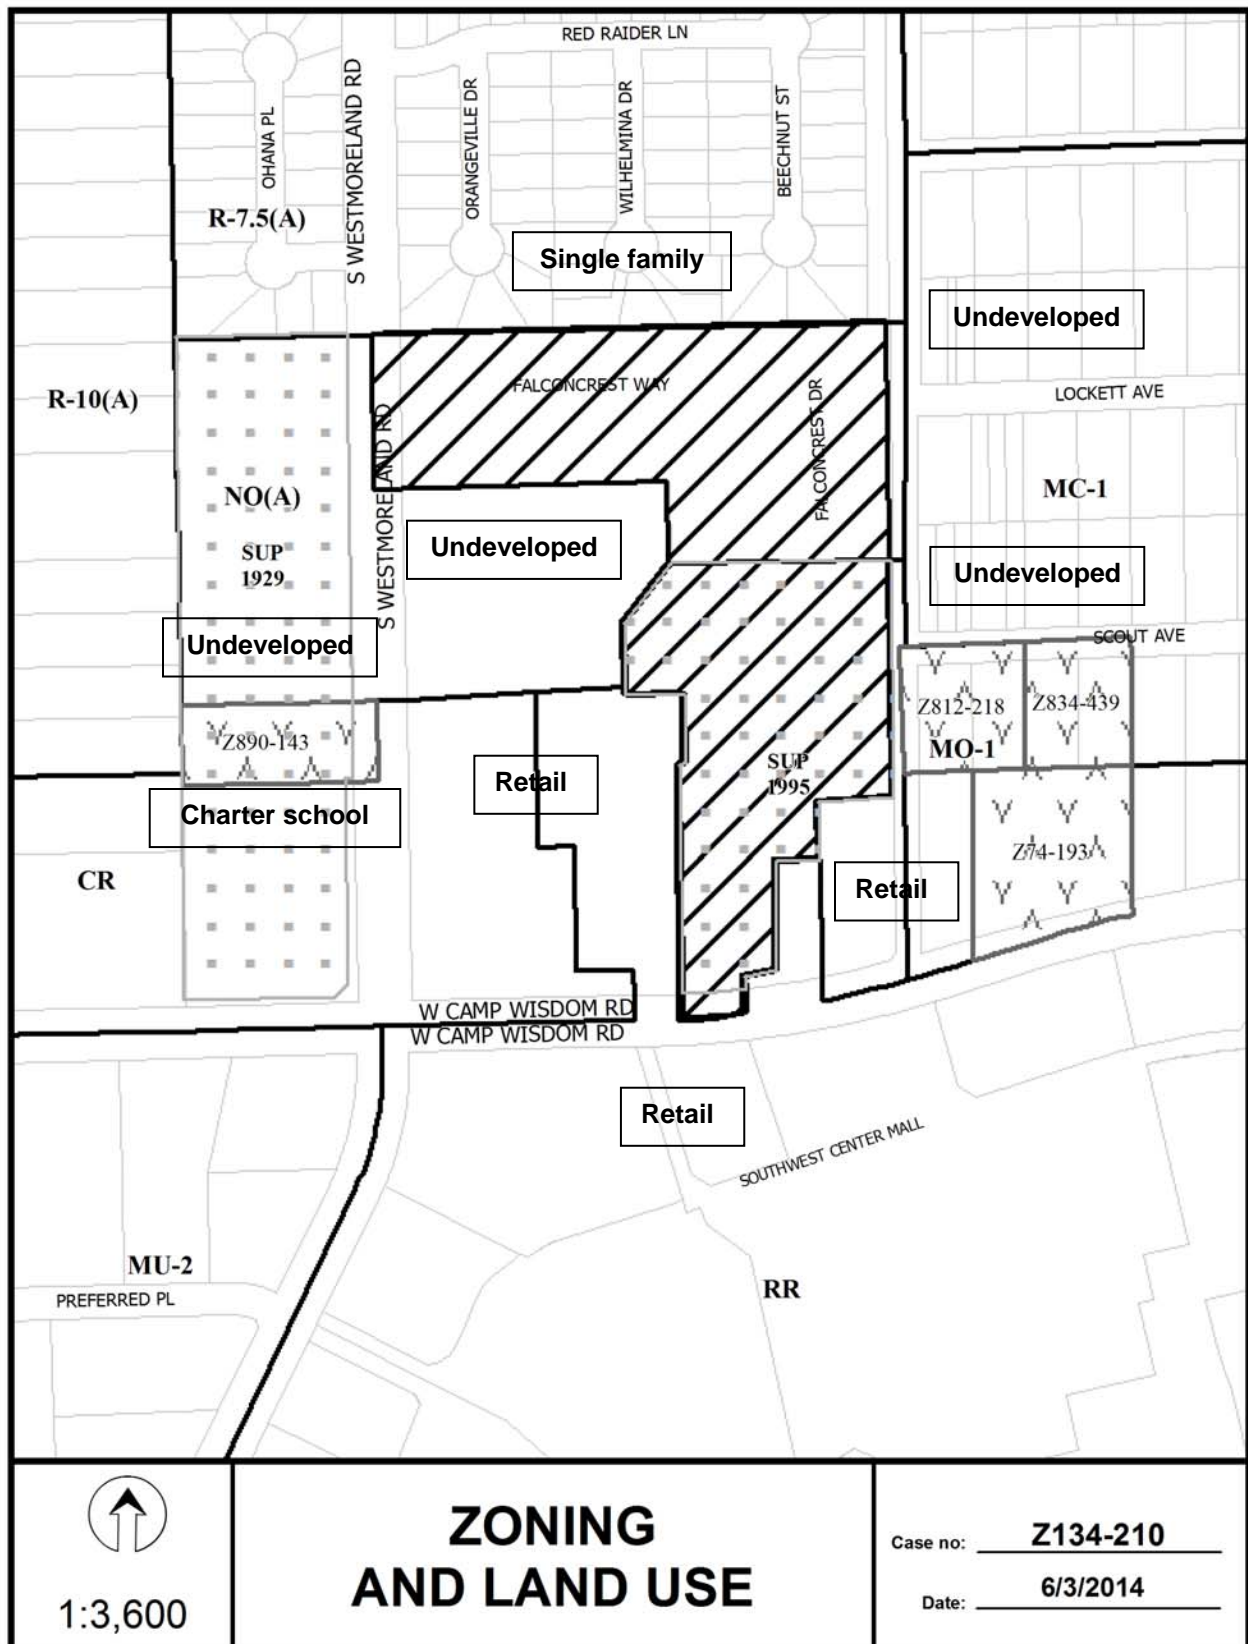 RED RAIDER LN
S WESTMORELAND RD
OHANA PL
ORANGEVILLE DR
WILHELMINA DR
BEECHNUT ST
R-7.5(A)
Single family
Undeveloped
FALCONCREST WAY
FALCONCREST DR
LOCKETT AVE
R-10(A)
S WESTMORELAND RD
NO(A)
MC-1
SUP
1929
Undeveloped
Undeveloped
Undeveloped
SCOUT AVE
Z812-218
Z834-439
Z890-143
MO-1
SUP
1995
Retail
Charter school
Z74-193
CR
Retail
W CAMP WISDOM RD
W CAMP WISDOM RD
Retail
SOUTHWEST CENTER MALL
MU-2
RR
PREFERRED PL
1:3,600
ZONING
AND LAND USE
Case no: Z134-210
Date: 6/3/2014